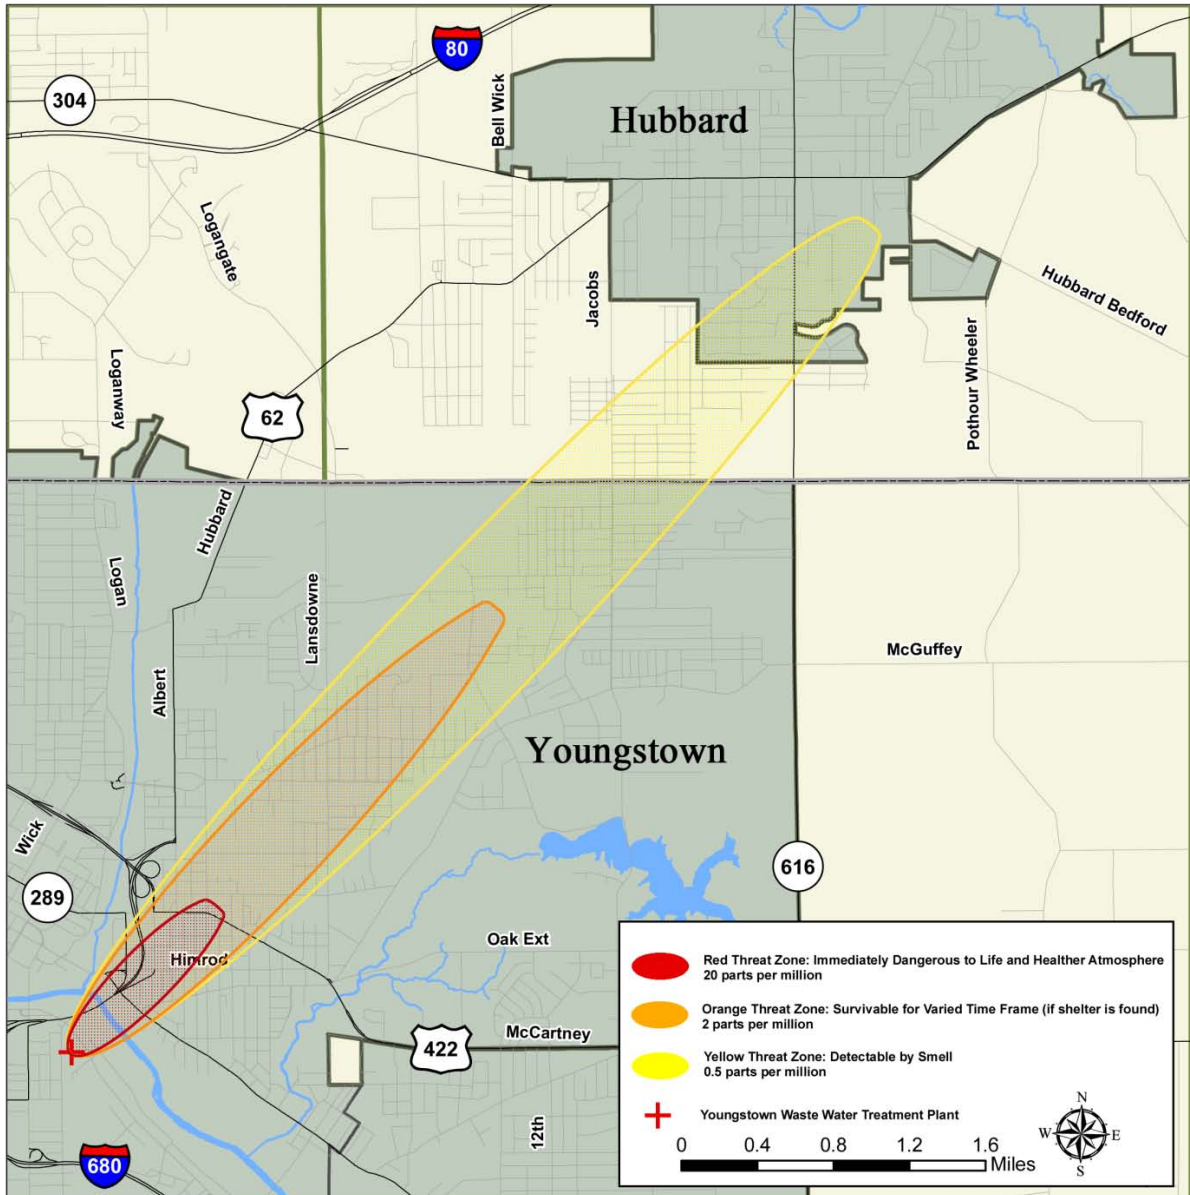 80
304
Bell Wick
Hubbard
Logangate
Jacobs
Hubbard Bedford
Loganway
Pothour Wheeler
62
Hubbard
Logan
Lansdowne
McGuffey
Albert
Youngstown
Wick
616
289
Oak Ext
Himrod
McCartney
422
12th
680
Red Threat Zone: Immediately Dangerous to Life and Healther Atmosphere
20 parts per million
Orange Threat Zone: Survivable for Varied Time Frame (if shelter is found)
2 parts per million
Yellow Threat Zone: Detectable by Smell
0.5 parts per million
Youngstown Waste Water Treatment Plant
N
W E
S
0 0.4 0.8 1.2 1.6
Miles